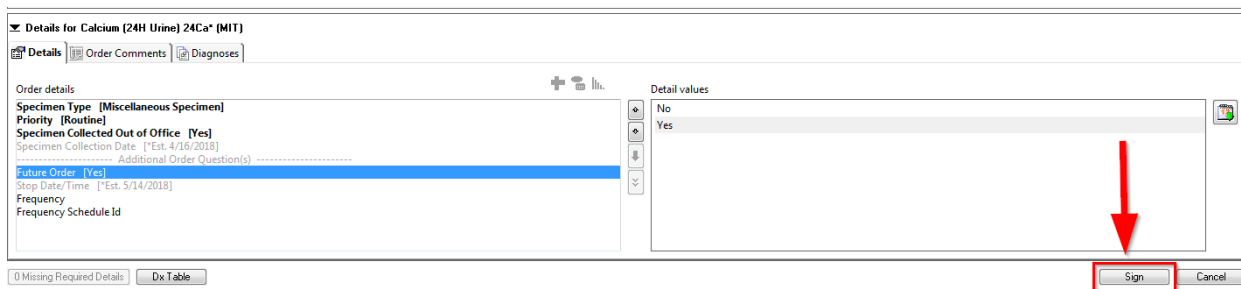 Details for Calcium (24H Urine) 24Ca* (MIT)
Details Order Comments Diagnoses
Order details
Specimen Type [Miscellaneous Specimen]
Priority [Routine]
Specimen Collected Out of Office [Yes]
Specimen Collection Date [*Est. 4/16/2018]
---------------------- Additional Order Question(s) ----------------------
Future Order [Yes]
Stop Date/Time [*Est. 5/14/2018]
Frequency
Frequency Schedule Id
Detail values
No
Yes
0 Missing Required Details Dx Table Sign Cancel